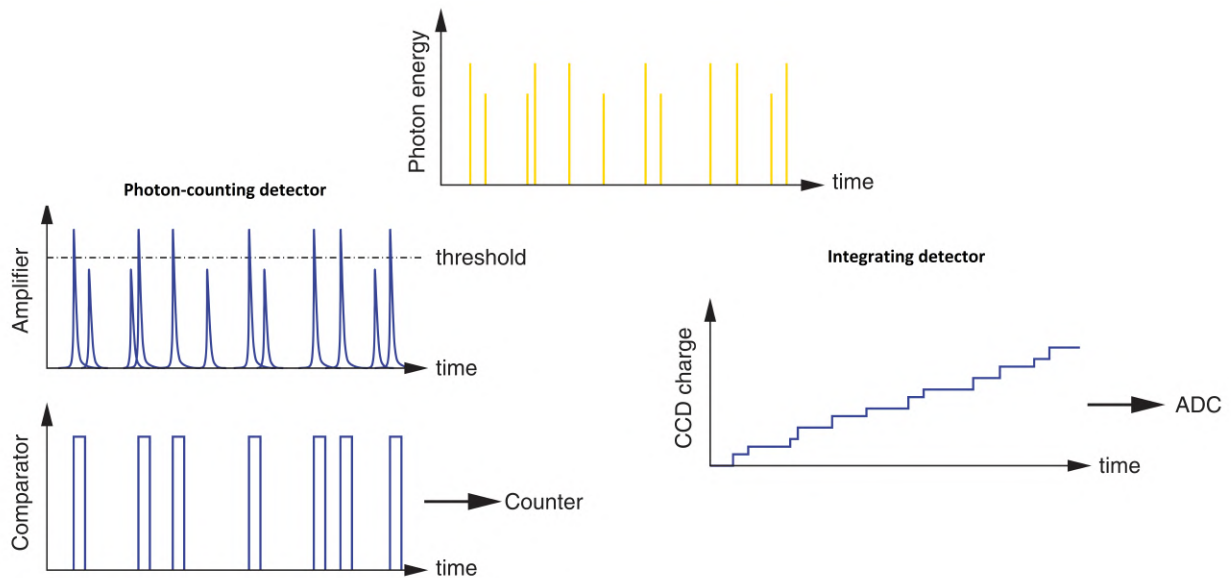 Photon energy
time
Photon-counting detector
Amplifier
threshold
time
Comparator
Counter
time
Integrating detector
CCD charge
ADC
time